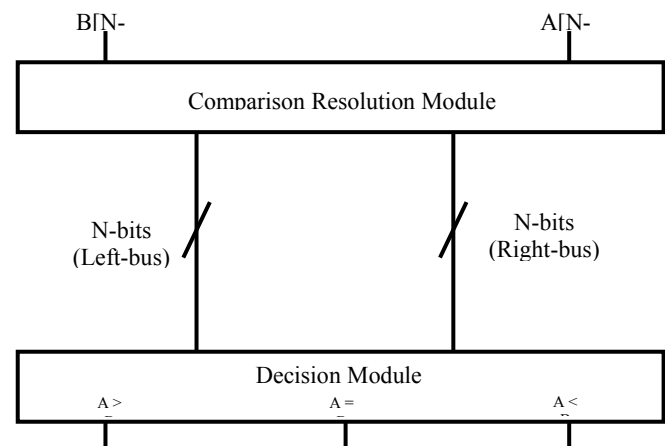 B[N- A[N-
Comparison Resolution Module
N-bits
(Left-bus)
N-bits
(Right-bus)
Decision Module
A > A = A <